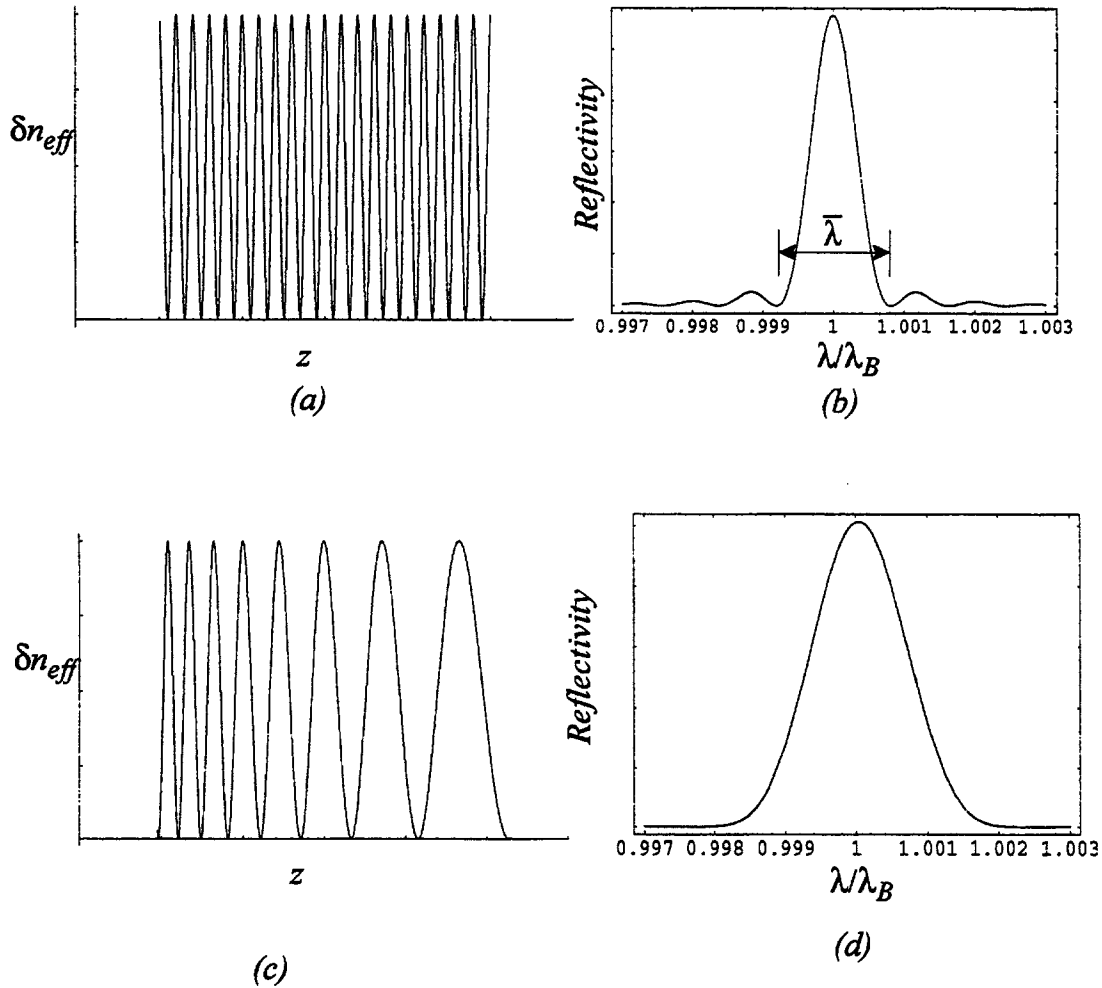 δn_eff
z
(a)
Reflectivity
λ̄
0.997 0.998 0.999 1 1.001 1.002 1.003
λ/λ_B
(b)
δn_eff
z
(c)
Reflectivity
0.997 0.998 0.999 1 1.001 1.002 1.003
λ/λ_B
(d)